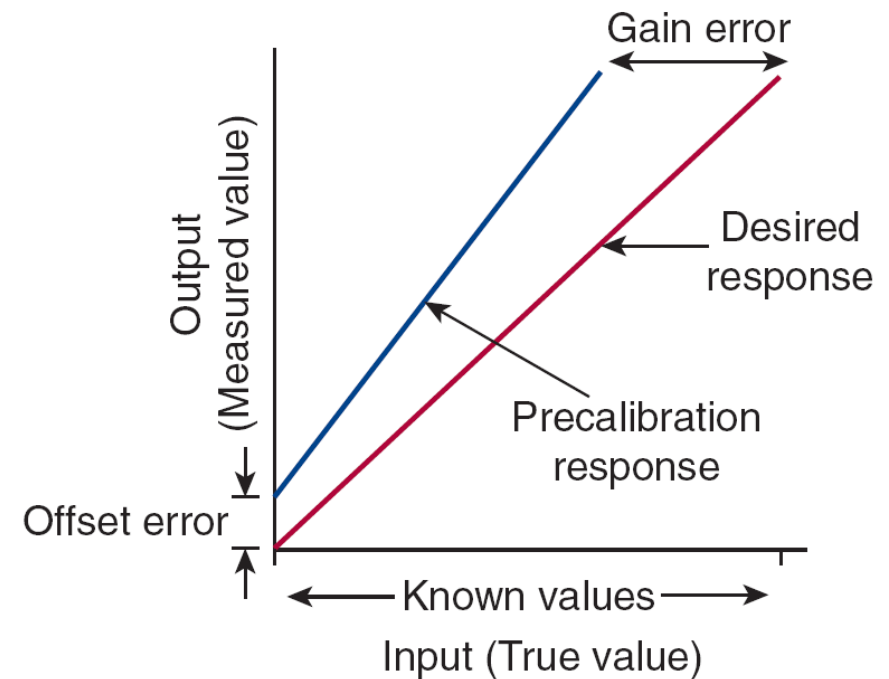 Gain error
Output
(Measured value)
Desired
response
Precalibration
response
Offset error
Known values
Input (True value)